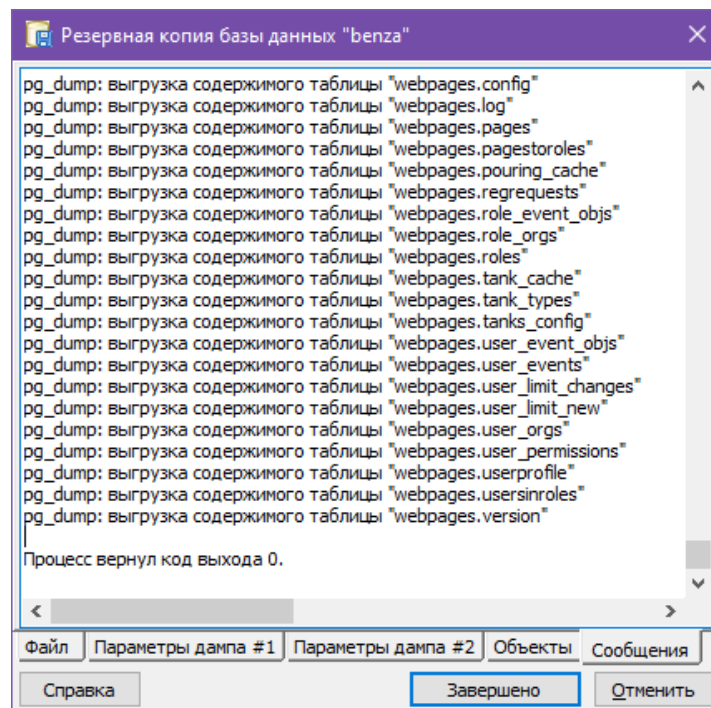 Резервная копия базы данных "benza"
pg_dump: выгрузка содержимого таблицы "webpages.config"
pg_dump: выгрузка содержимого таблицы "webpages.log"
pg_dump: выгрузка содержимого таблицы "webpages.pages"
pg_dump: выгрузка содержимого таблицы "webpages.pagestoroles"
pg_dump: выгрузка содержимого таблицы "webpages.pouring_cache"
pg_dump: выгрузка содержимого таблицы "webpages.regrequests"
pg_dump: выгрузка содержимого таблицы "webpages.role_event_objs"
pg_dump: выгрузка содержимого таблицы "webpages.role_orgs"
pg_dump: выгрузка содержимого таблицы "webpages.roles"
pg_dump: выгрузка содержимого таблицы "webpages.tank_cache"
pg_dump: выгрузка содержимого таблицы "webpages.tank_types"
pg_dump: выгрузка содержимого таблицы "webpages.tanks_config"
pg_dump: выгрузка содержимого таблицы "webpages.user_event_objs"
pg_dump: выгрузка содержимого таблицы "webpages.user_events"
pg_dump: выгрузка содержимого таблицы "webpages.user_limit_changes"
pg_dump: выгрузка содержимого таблицы "webpages.user_limit_new"
pg_dump: выгрузка содержимого таблицы "webpages.user_orgs"
pg_dump: выгрузка содержимого таблицы "webpages.user_permissions"
pg_dump: выгрузка содержимого таблицы "webpages.userprofile"
pg_dump: выгрузка содержимого таблицы "webpages.usersinroles"
pg_dump: выгрузка содержимого таблицы "webpages.version"
Процесс вернул код выхода 0.
Файл Параметры дампа #1 Параметры дампа #2 Объекты Сообщения
Справка Завершено Отменить